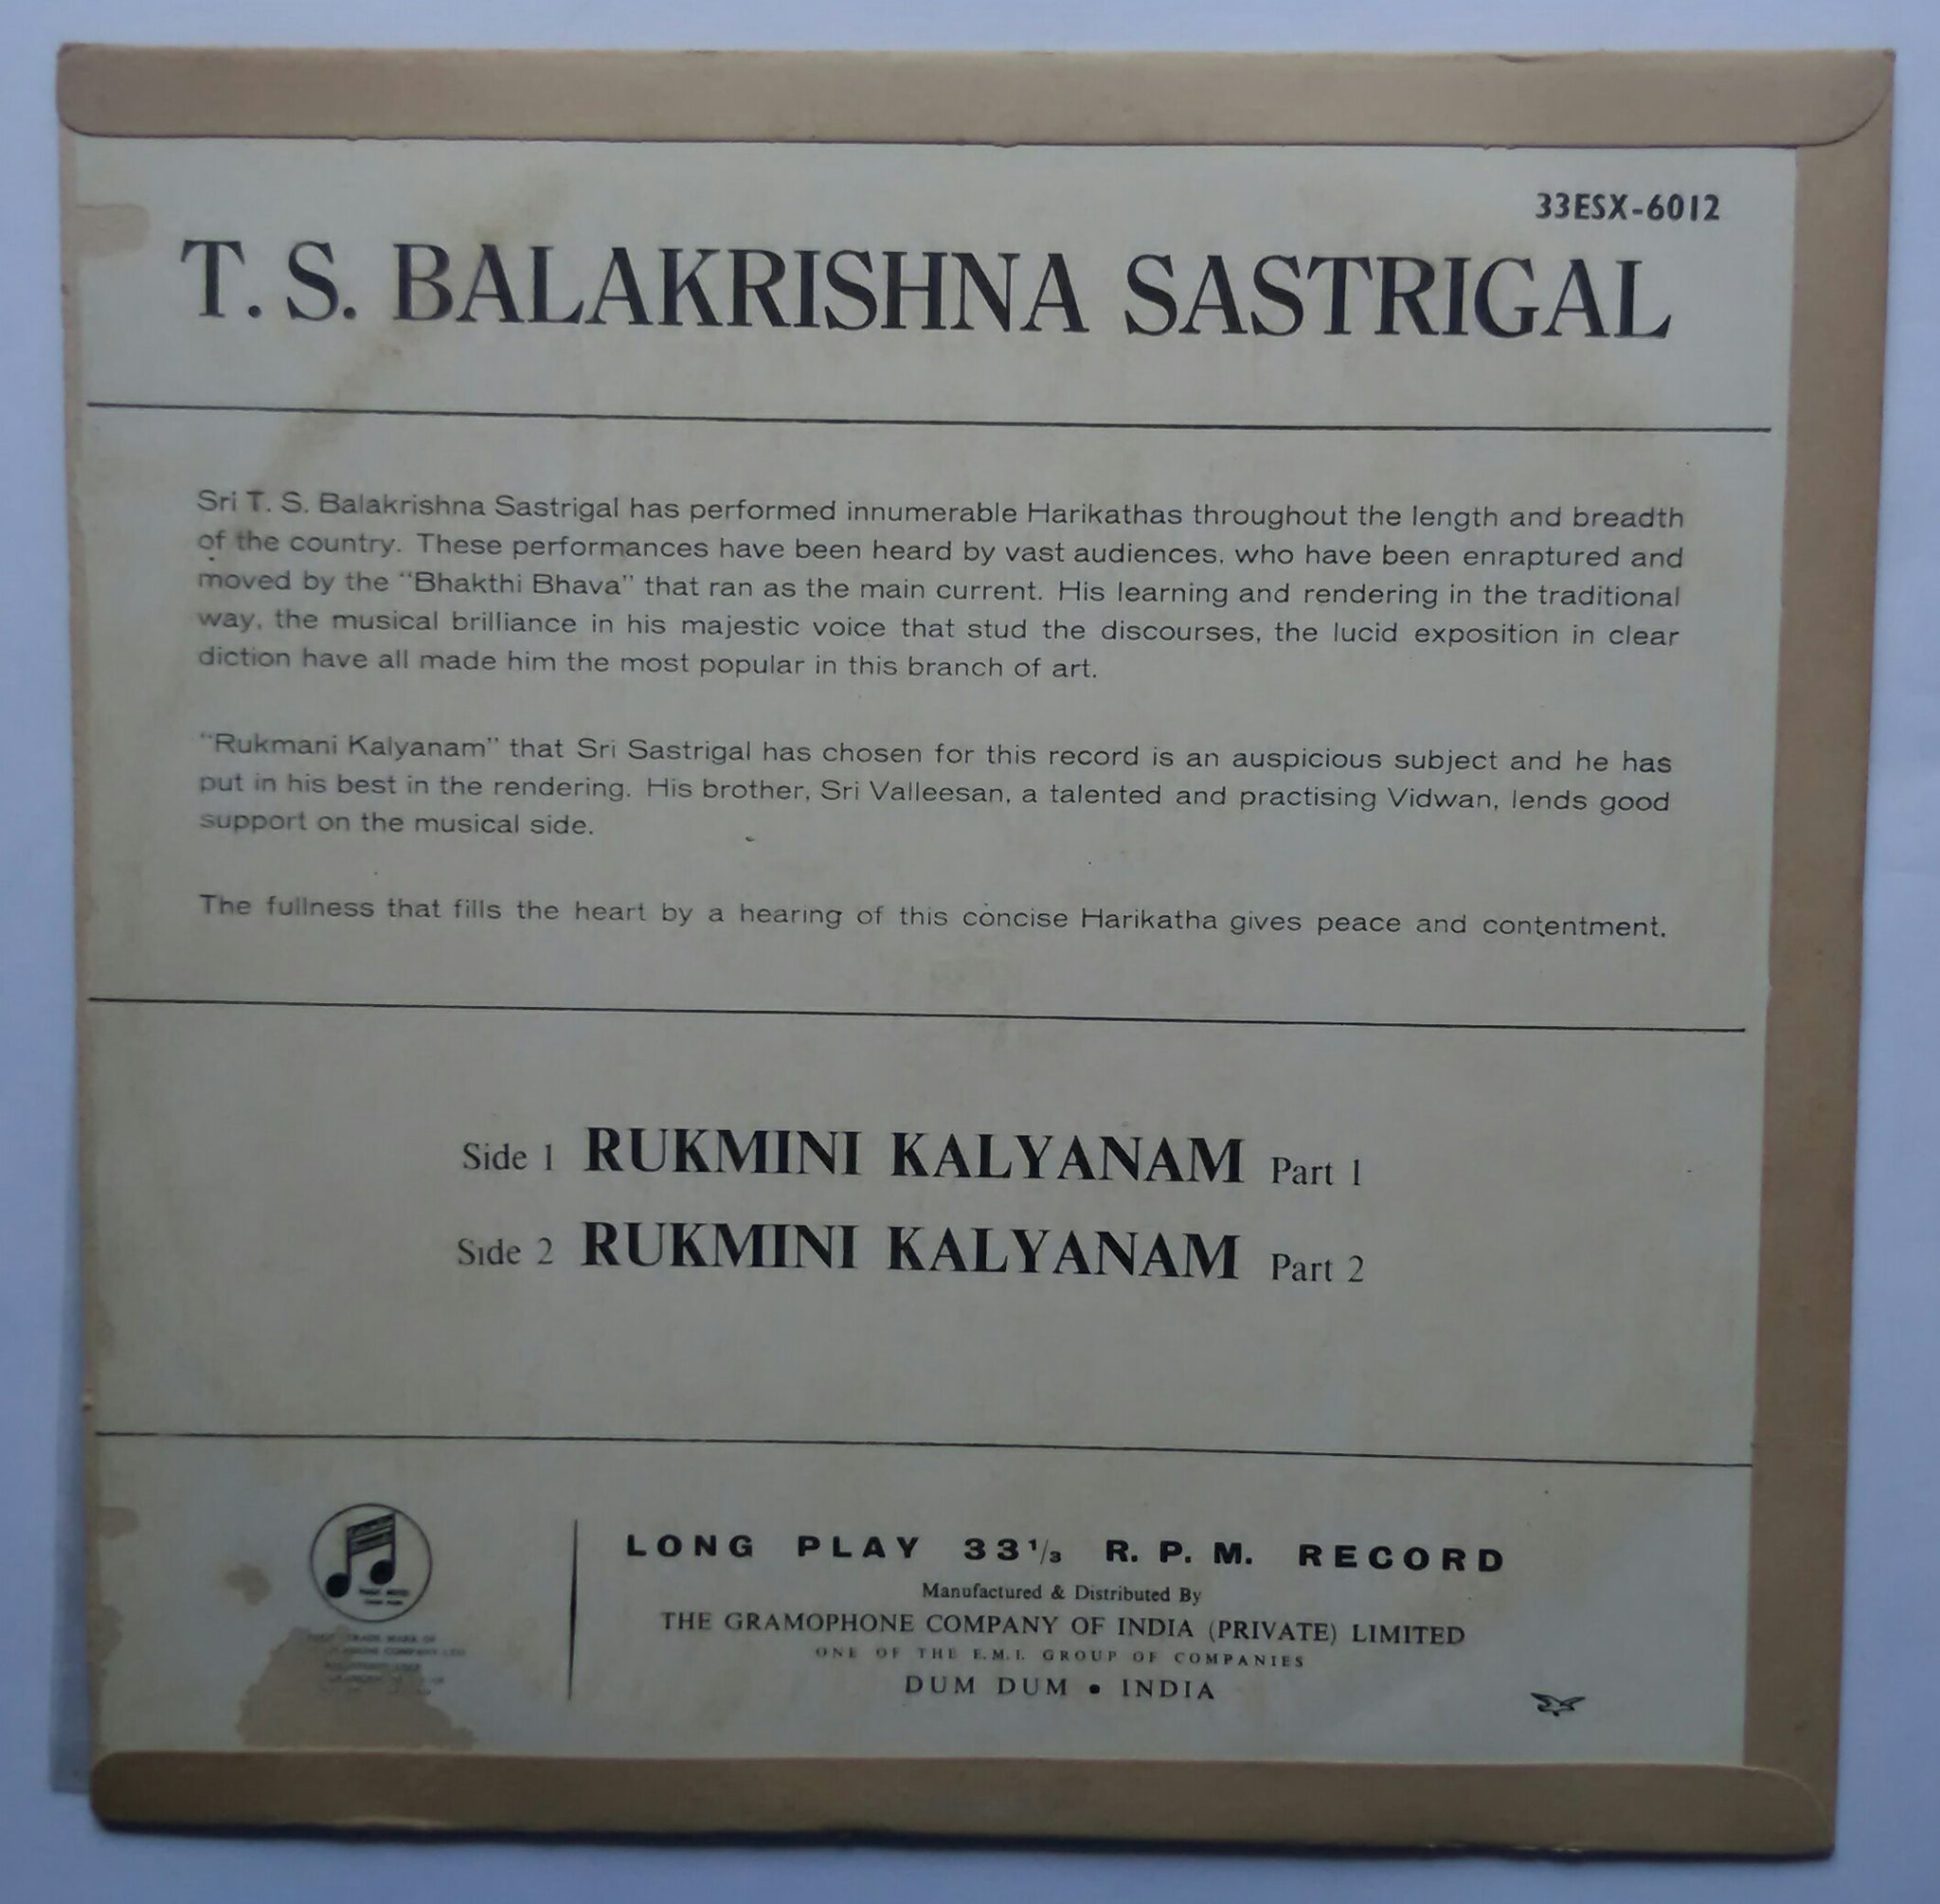 33ESX-6012
T. S. BALAKRISHNA SASTRIGAL
Sri T. S. Balakrishna Sastrigal has performed innumerable Harikathas throughout the length and breadth
of the country. These performances have been heard by vast audiences, who have been enraptured and
moved by the "Bhakthi Bhava" that ran as the main current. His learning and rendering in the traditional
way, the musical brilliance in his majestic voice that stud the discourses, the lucid exposition in clear
diction have all made him the most popular in this branch of art.
"Rukmani Kalyanam" that Sri Sastrigal has chosen for this record is an auspicious subject and he has
put in his best in the rendering. His brother, Sri Valleesan, a talented and practising Vidwan, lends good
support on the musical side.
The fullness that fills the heart by a hearing of this concise Harikatha gives peace and contentment.
Side 1 RUKMINI KALYANAM Part 1
Side 2 RUKMINI KALYANAM Part 2
TRADE MARK OF
COMPANY LTD
LONG PLAY 33 1/3 R. P. M. RECORD
Manufactured & Distributed By
THE GRAMOPHONE COMPANY OF INDIA (PRIVATE) LIMITED
ONE OF THE E.M.I. GROUP OF COMPANIES
DUM DUM • INDIA